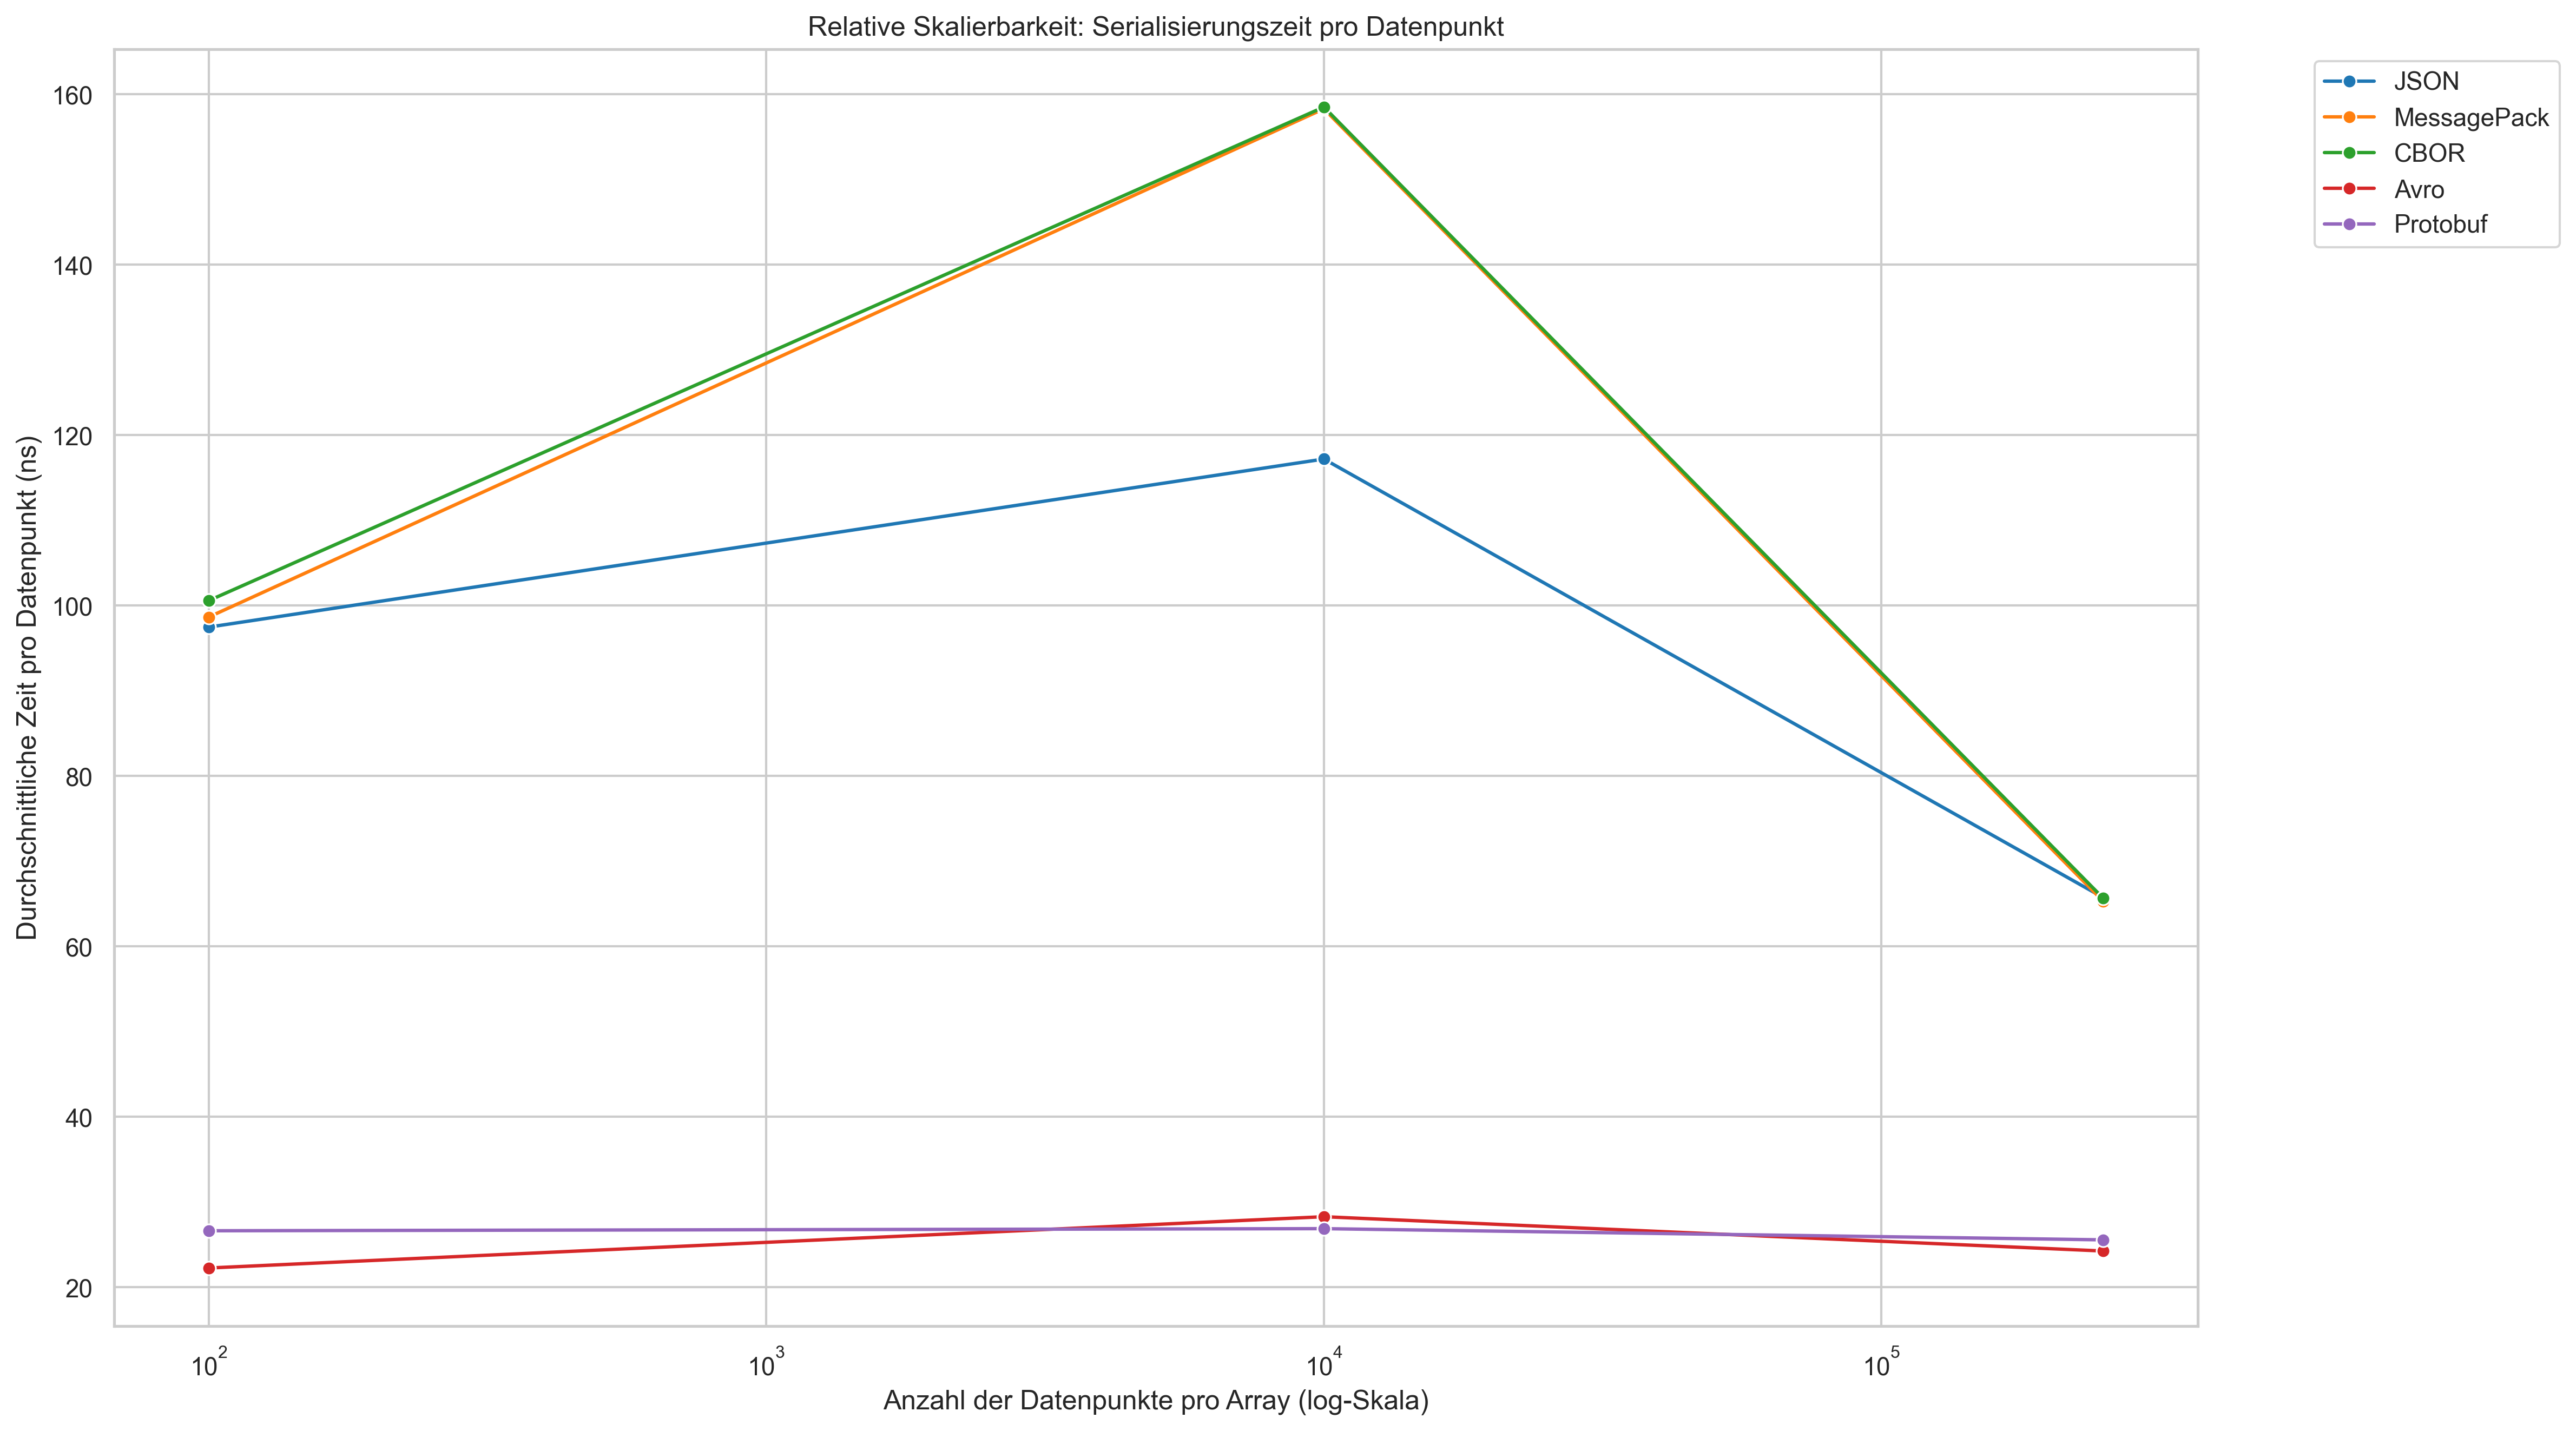 Relative Skalierbarkeit: Serialisierungszeit pro Datenpunkt
JSON
MessagePack
CBOR
Avro
Protobuf
Durchschnittliche Zeit pro Datenpunkt (ns)
160
140
120
100
80
60
40
20
10² 10³ 10⁴ 10⁵
Anzahl der Datenpunkte pro Array (log-Skala)